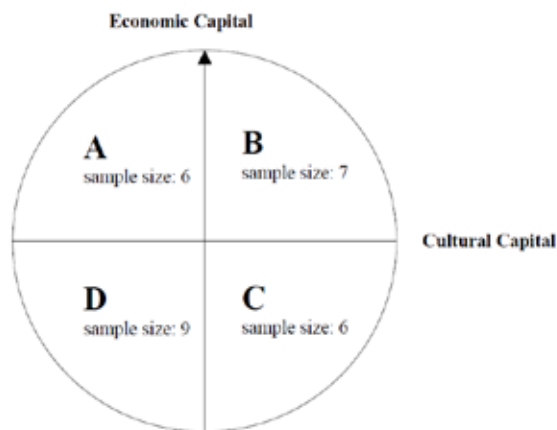 Economic Capital
A
sample size: 6
B
sample size: 7
Cultural Capital
D
sample size: 9
C
sample size: 6